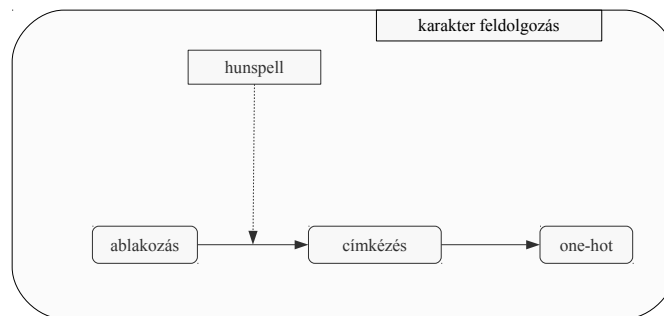 karakter feldolgozás
hunspell
ablakozás
címkézés
one-hot